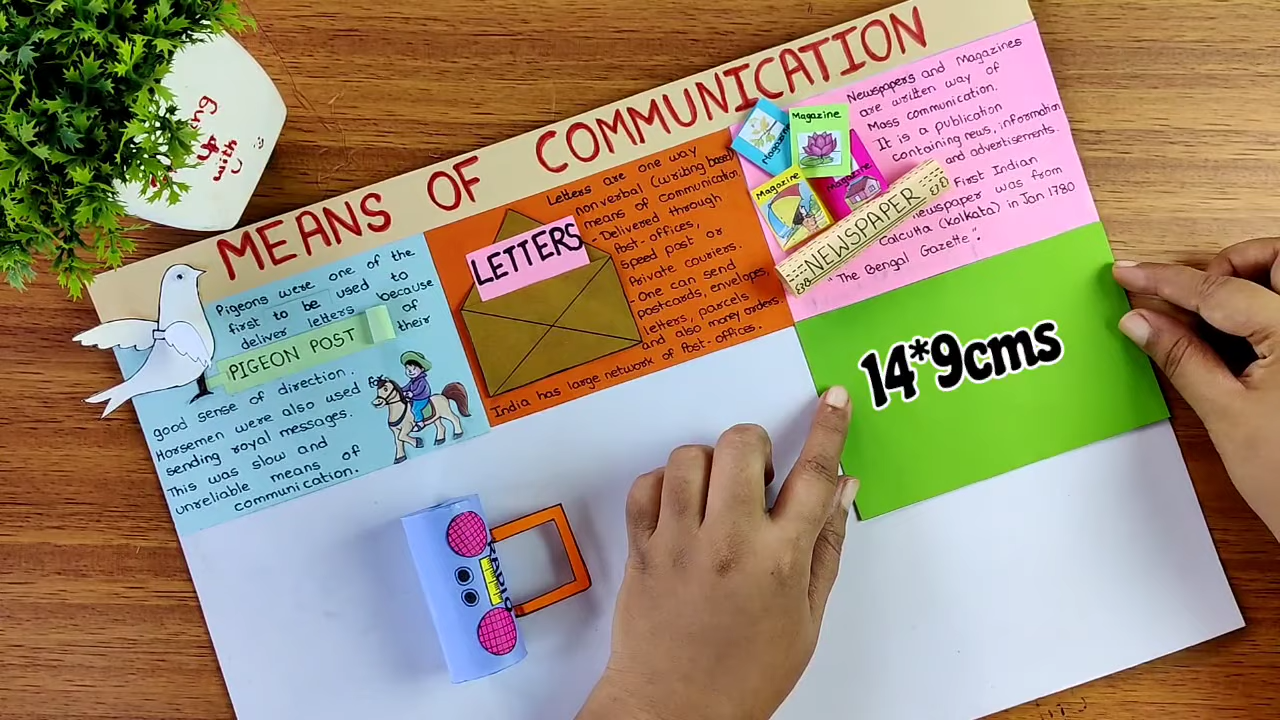 MEANS OF COMMUNICATION
Pigeons were one of the
first to be used to
deliver letters because
of their
PIGEON POST
good sense of direction.
Horsemen were also used for
sending royal messages.
This was slow and
unreliable means of
communication.
Letters are one way
nonverbal (writing based)
means of communication.
- Delivered through
Post-offices,
speed post or
Private couriers.
- One can send
postcards, envelopes,
letters, parcels
and also money orders.
India has large network of Post-offices.
LETTERS
Newspapers and Magazines
are written way of
Mass communication.
It is a publication
containing news, information
and advertisements.
First Indian
newspaper was from
Calcutta (Kolkata) in Jan 1780
"The Bengal Gazette".
Magazine
Magazine
Magazine
Magazine
NEWSPAPER
14*9cms
RADIO
up
with